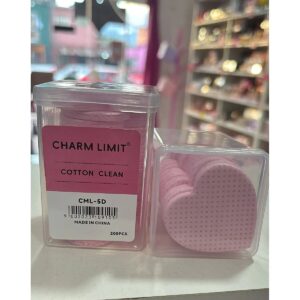 CHARM LIMIT®
COTTON CLEAN
CML-5D
MADE IN CHINA
200PCS